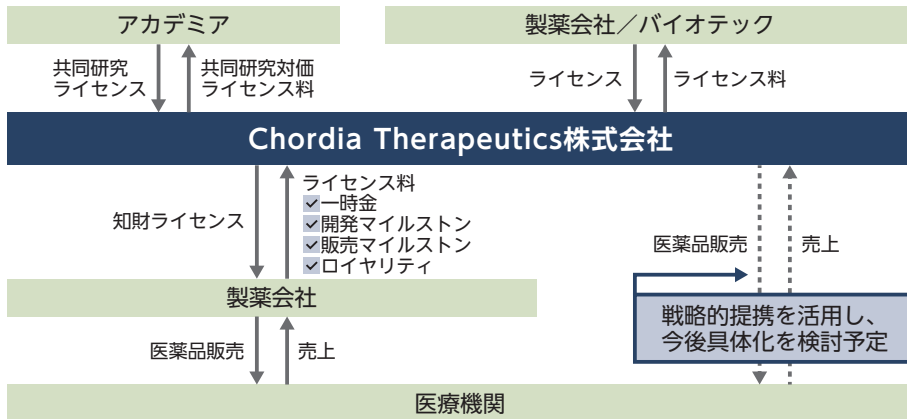 アカデミア
製薬会社／バイオテック
共同研究
ライセンス
共同研究対価
ライセンス料
ライセンス
ライセンス料
Chordia Therapeutics株式会社
知財ライセンス
ライセンス料
一時金
開発マイルストン
販売マイルストン
ロイヤリティ
医薬品販売
売上
製薬会社
戦略的提携を活用し、
今後具体化を検討予定
医薬品販売
売上
医療機関